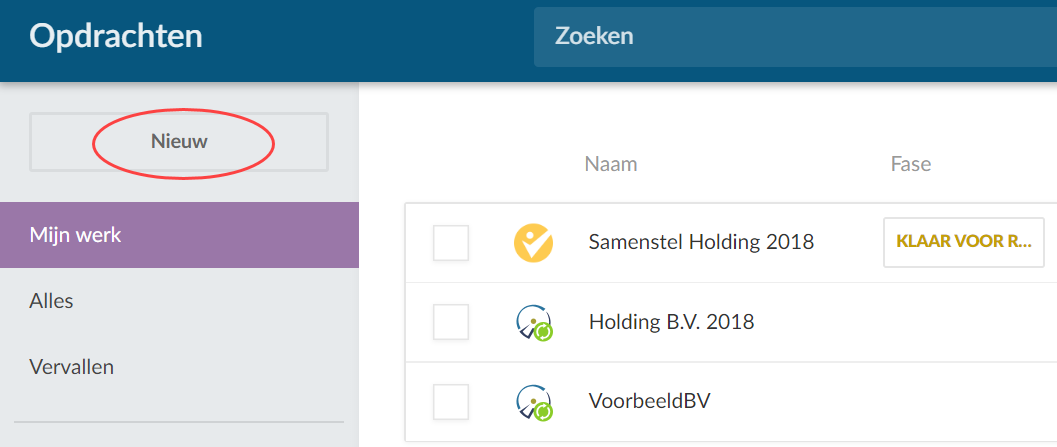 Opdrachten
Zoeken
Nieuw
Mijn werk
Alles
Vervallen
Naam Fase
Samenstel Holding 2018 KLAAR VOOR R...
Holding B.V. 2018
VoorbeeldBV